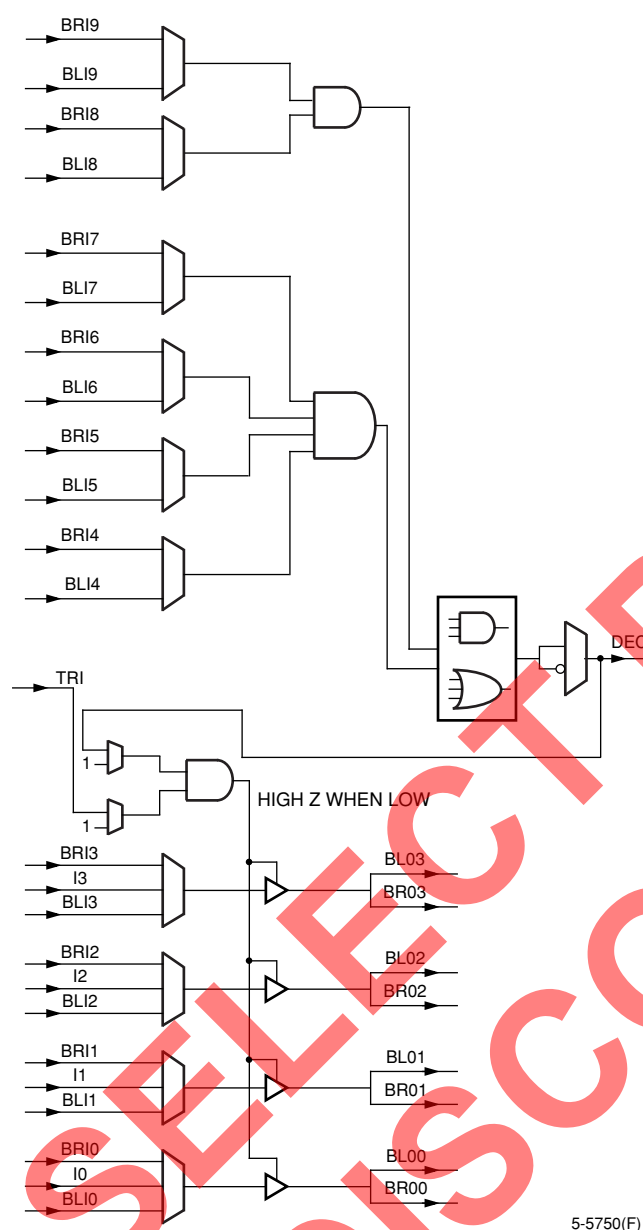 BRI9
BLI9
BRI8
BLI8
BRI7
BLI7
BRI6
BLI6
BRI5
BLI5
BRI4
BLI4
DEC
TRI
1
1
HIGH Z WHEN LOW
BRI3
I3
BLI3
BL03
BR03
BRI2
I2
BLI2
BL02
BR02
BRI1
I1
BLI1
BL01
BR01
BRI0
I0
BLI0
BL00
BR00
5-5750(F)
SELECT D
DISCO